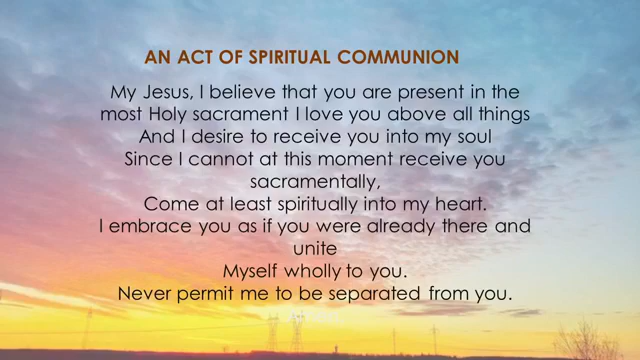 AN ACT OF SPIRITUAL COMMUNION
My Jesus, I believe that you are present in the
most Holy sacrament I love you above all things
And I desire to receive you into my soul
Since I cannot at this moment receive you
sacramentally,
Come at least spiritually into my heart.
I embrace you as if you were already there and
unite
Myself wholly to you.
Never permit me to be separated from you.